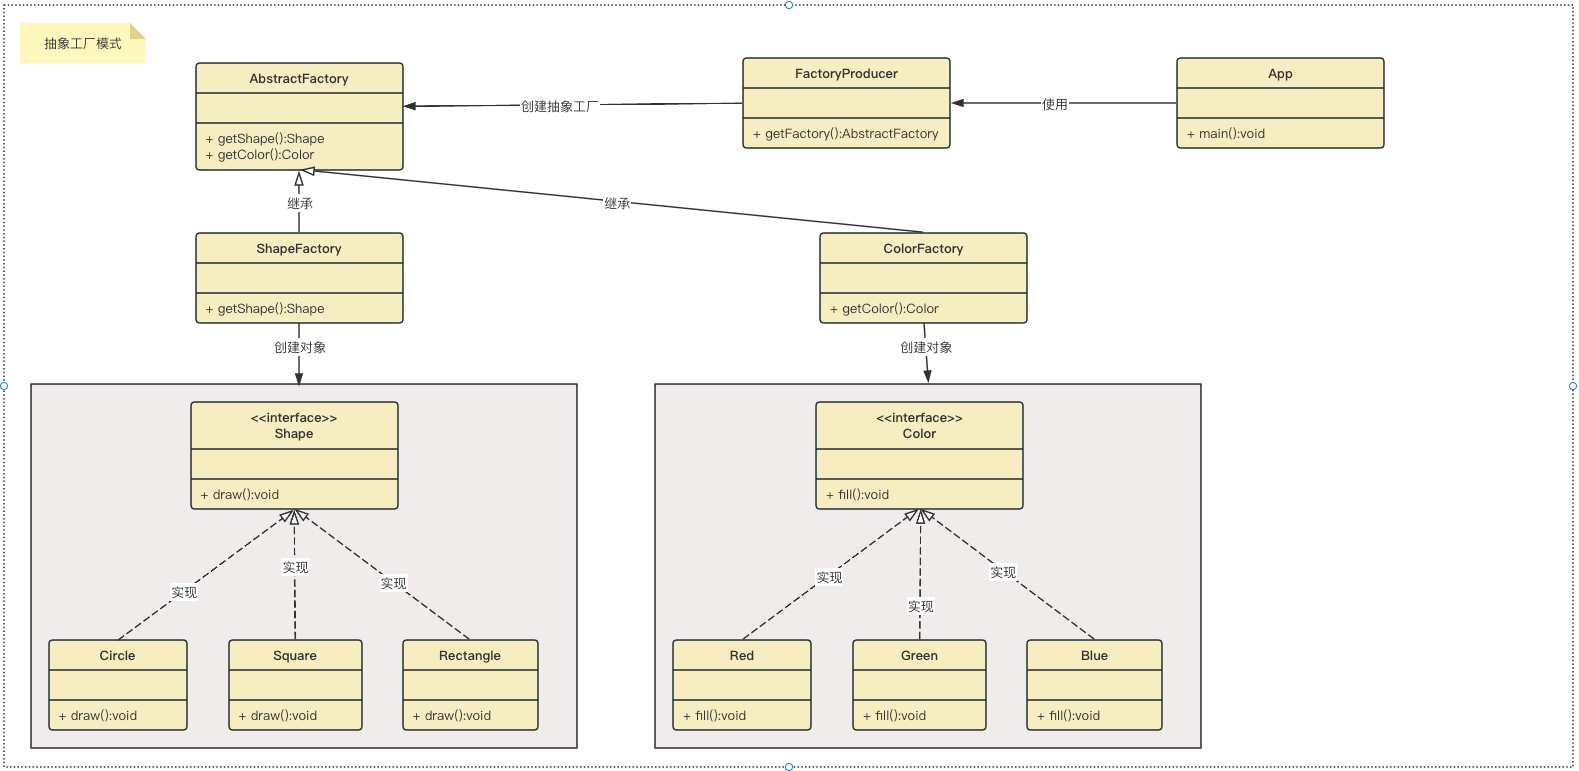 抽象工厂模式
AbstractFactory
+ getShape():Shape
+ getColor():Color
创建抽象工厂
FactoryProducer
+ getFactory():AbstractFactory
使用
App
+ main():void
继承
继承
ShapeFactory
+ getShape():Shape
ColorFactory
+ getColor():Color
创建对象
创建对象
<<interface>>
Shape
+ draw():void
实现
实现
实现
Circle
+ draw():void
Square
+ draw():void
Rectangle
+ draw():void
<<interface>>
Color
+ fill():void
实现
实现
实现
Red
+ fill():void
Green
+ fill():void
Blue
+ fill():void